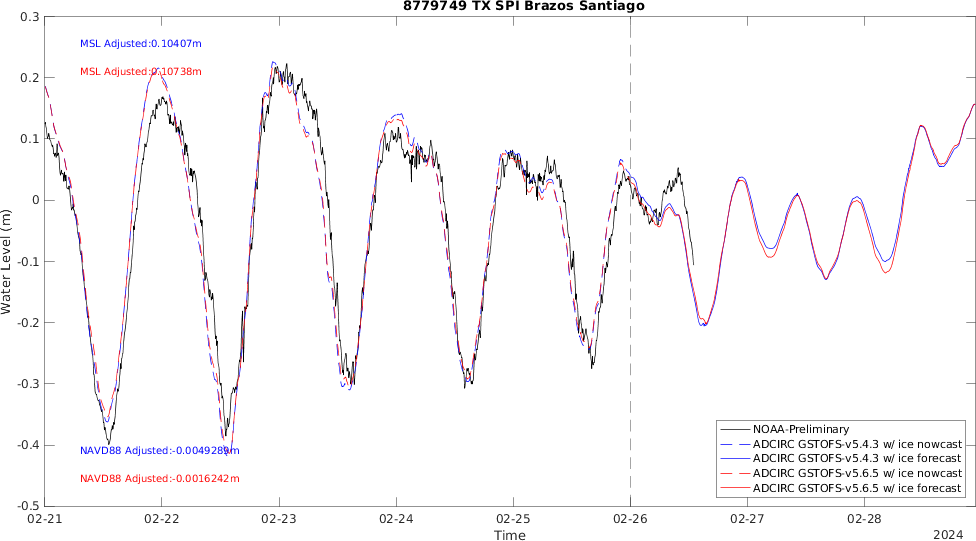 8779749 TX SPI Brazos Santiago
0.3
0.2
0.1
0
-0.1
-0.2
-0.3
-0.4
-0.5
Water Level (m)
MSL Adjusted:0.10407m
MSL Adjusted:0.10738m
NAVD88 Adjusted:-0.0049289m
NAVD88 Adjusted:-0.0016242m
NOAA-Preliminary
ADCIRC GSTOFS-v5.4.3 w/ ice nowcast
ADCIRC GSTOFS-v5.4.3 w/ ice forecast
ADCIRC GSTOFS-v5.6.5 w/ ice nowcast
ADCIRC GSTOFS-v5.6.5 w/ ice forecast
02-21 02-22 02-23 02-24 02-25 02-26 02-27 02-28
Time
2024